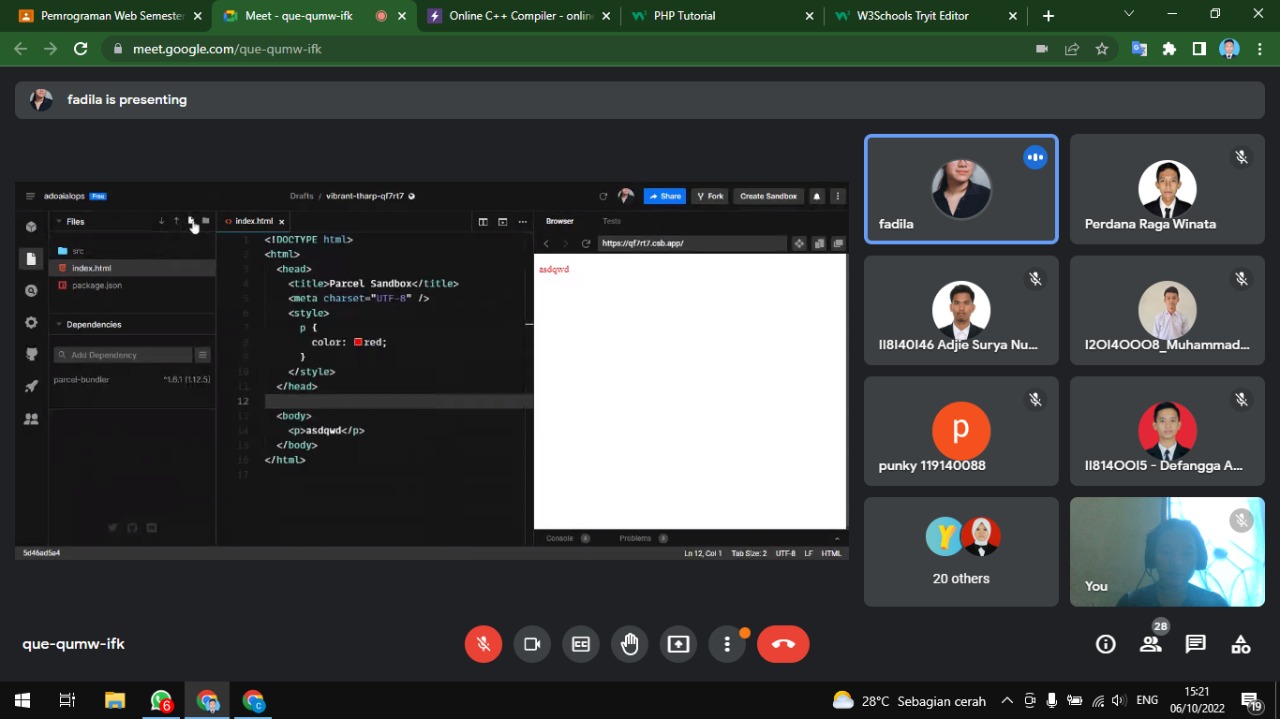 Pemrograman Web Semester
Meet - que-qumw-ifk
Online C++ Compiler - online
PHP Tutorial
W3Schools Tryit Editor
meet.google.com/que-qumw-ifk
fadila is presenting
adoaialops Free
Drafts / vibrant-tharp-qf7rt7
Share
Fork
Create Sandbox
Files
src
index.html
package.json
Dependencies
Add Dependency
parcel-bundler ^1.6.1 (1.12.5)
index.html
1 <!DOCTYPE html>
2 <html>
3 <head>
4 <title>Parcel Sandbox</title>
5 <meta charset="UTF-8" />
6 <style>
7 p {
8 color: red;
9 }
10 </style>
11 </head>
12
13 <body>
14 <p>asdqwd</p>
15 </body>
16 </html>
17
Browser
Tests
https://qf7rt7.csb.app/
asdqwd
Console
Problems
5d46ad5a4
Ln 12, Col 1 Tab Size: 2 UTF-8 LF HTML
fadila
Perdana Raga Winata
II8I40I46 Adjie Surya Nu...
I2OI4OOO8_Muhammad...
p
punky 119140088
II8I4OOI5 - Defangga A...
Y
20 others
You
que-qumw-ifk
28
6
28°C Sebagian cerah
ENG
15:21
06/10/2022
19